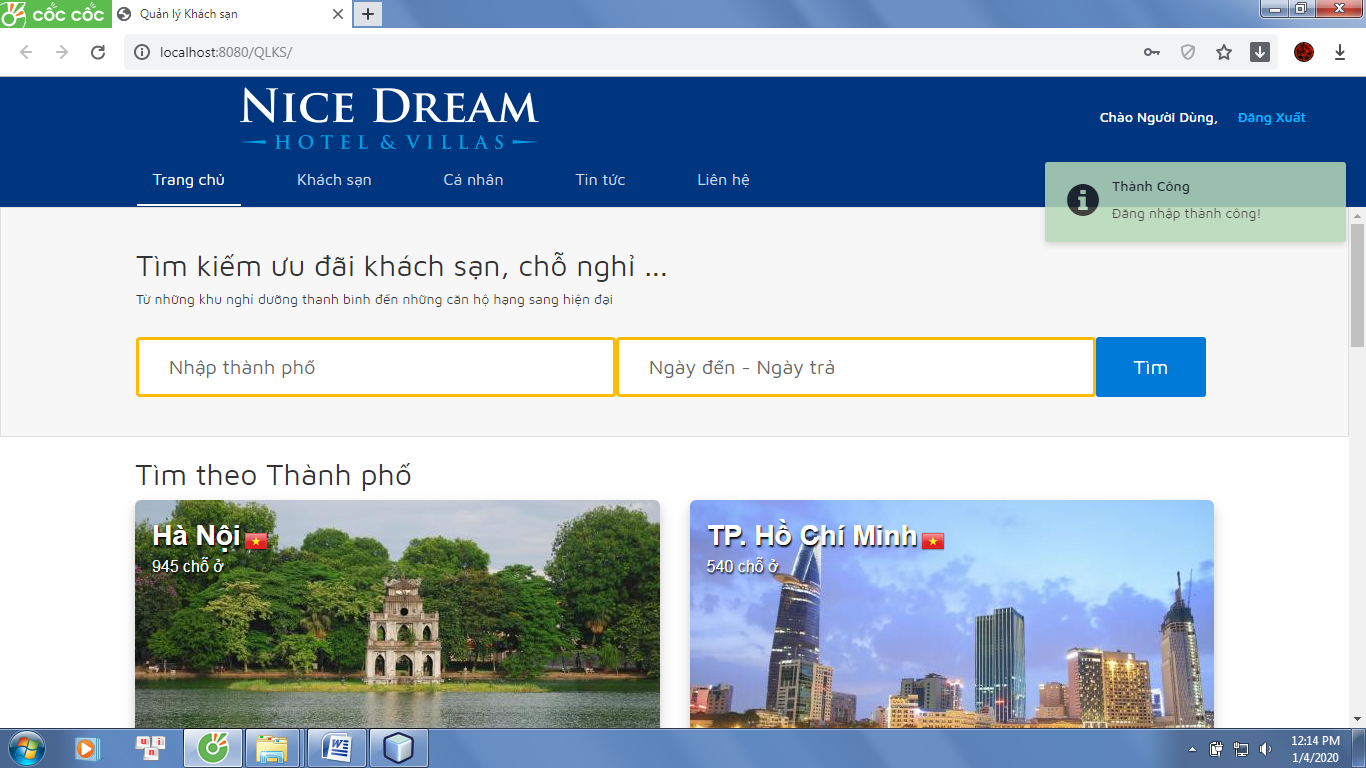 cốc cốc
Quản lý Khách sạn
localhost:8080/QLKS/
NICE DREAM
HOTEL & VILLAS
Chào Người Dùng, Đăng Xuất
Trang chủ Khách sạn Cá nhân Tin tức Liên hệ
Thành Công
Đăng nhập thành công!
Tìm kiếm ưu đãi khách sạn, chỗ nghỉ ...
Từ những khu nghỉ dưỡng thanh bình đến những căn hộ hạng sang hiện đại
Nhập thành phố Ngày đến - Ngày trả Tìm
Tìm theo Thành phố
Hà Nội
945 chỗ ở
TP. Hồ Chí Minh
540 chỗ ở
12:14 PM
1/4/2020